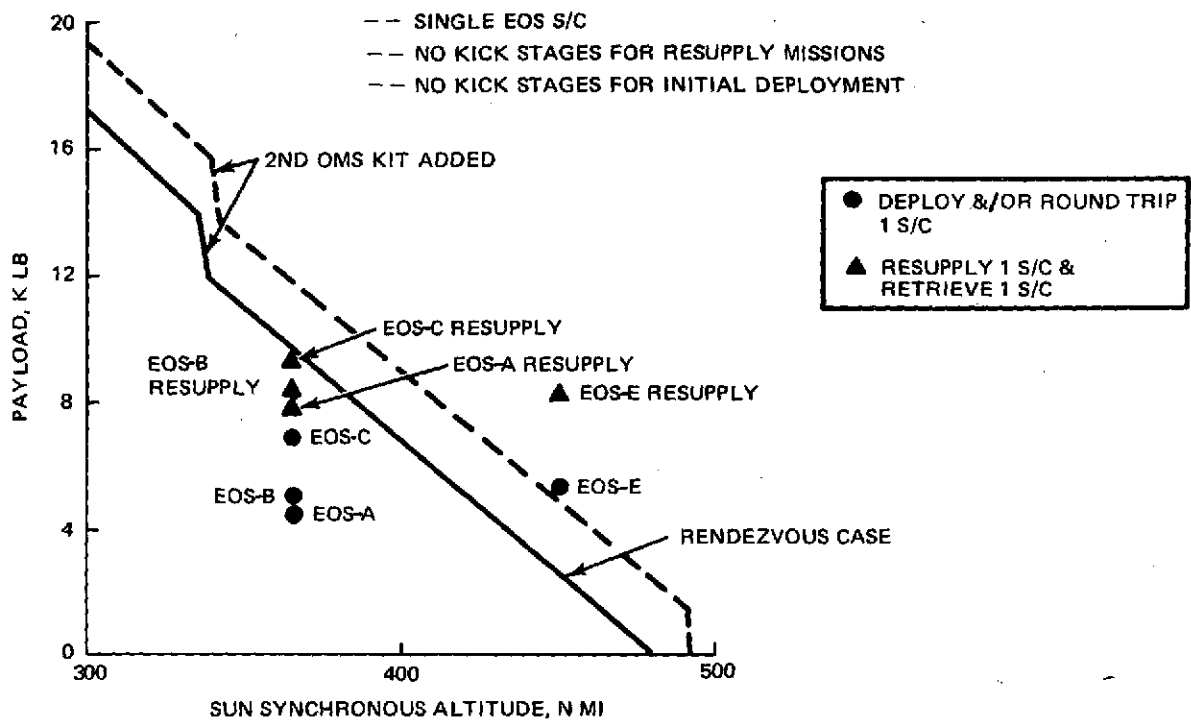 -- SINGLE EOS S/C
-- NO KICK STAGES FOR RESUPPLY MISSIONS
-- NO KICK STAGES FOR INITIAL DEPLOYMENT
20
16
12
8
4
0
PAYLOAD, K LB
2ND OMS KIT ADDED
● DEPLOY &/OR ROUND TRIP
1 S/C
▲ RESUPPLY 1 S/C &
RETRIEVE 1 S/C
EOS-C RESUPPLY
EOS-B
RESUPPLY
EOS-A RESUPPLY
EOS-E RESUPPLY
EOS-C
EOS-B
EOS-A
EOS-E
RENDEZVOUS CASE
300
400
500
SUN SYNCHRONOUS ALTITUDE, N MI